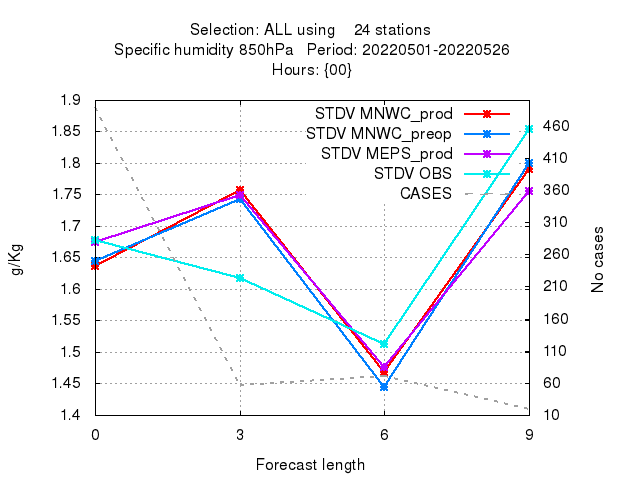 Selection: ALL using 24 stations
Specific humidity 850hPa Period: 20220501-20220526
Hours: {00}
STDV MNWC_prod
STDV MNWC_preop
STDV MEPS_prod
STDV OBS
CASES
g/Kg
1.9
1.85
1.8
1.75
1.7
1.65
1.6
1.55
1.5
1.45
1.4
460
410
360
310
260
210
160
110
60
10
No cases
0 3 6 9
Forecast length